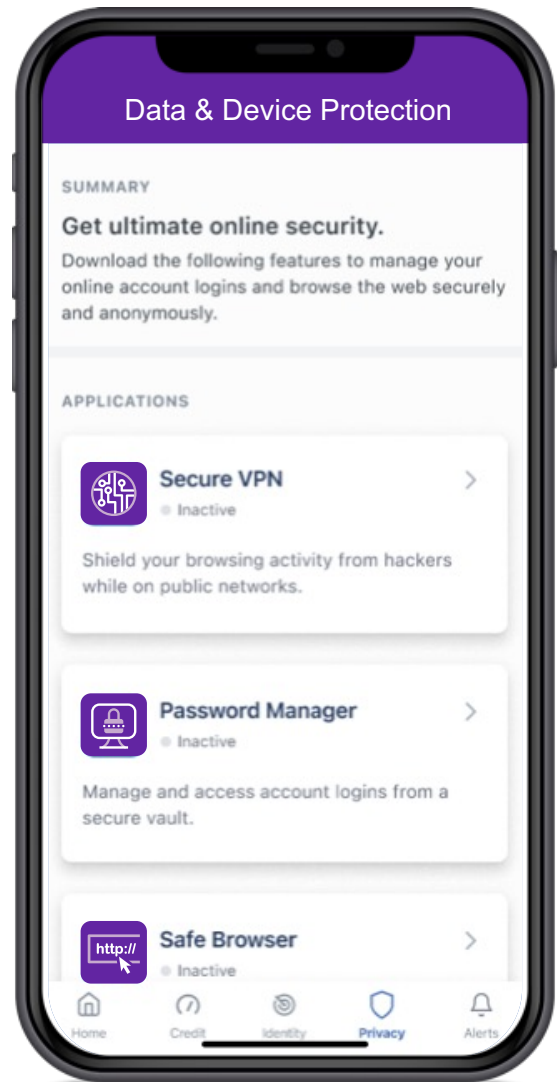 Data & Device Protection
SUMMARY
Get ultimate online security.
Download the following features to manage your
online account logins and browse the web securely
and anonymously.
APPLICATIONS
Secure VPN
Inactive
Shield your browsing activity from hackers
while on public networks.
Password Manager
Inactive
Manage and access account logins from a
secure vault.
http://
Safe Browser
Inactive
Home Credit Identity Privacy Alerts